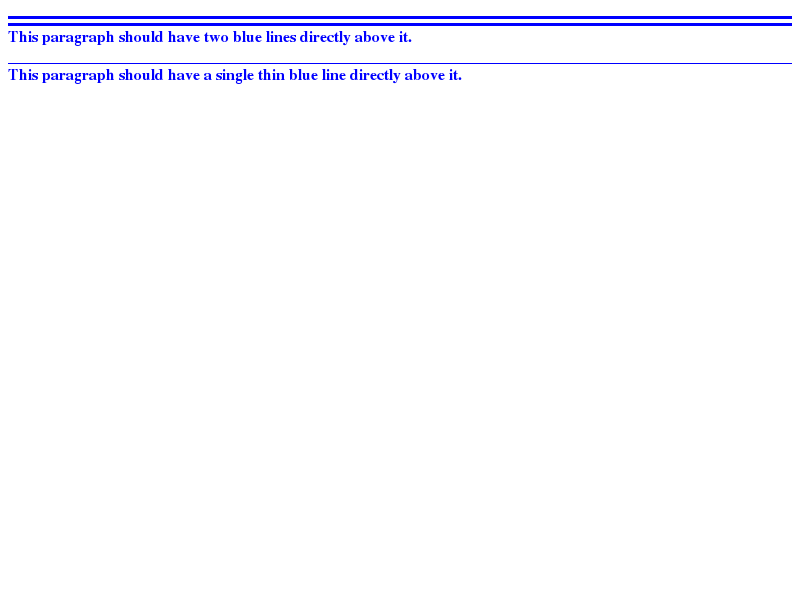 This paragraph should have two blue lines directly above it.
This paragraph should have a single thin blue line directly above it.